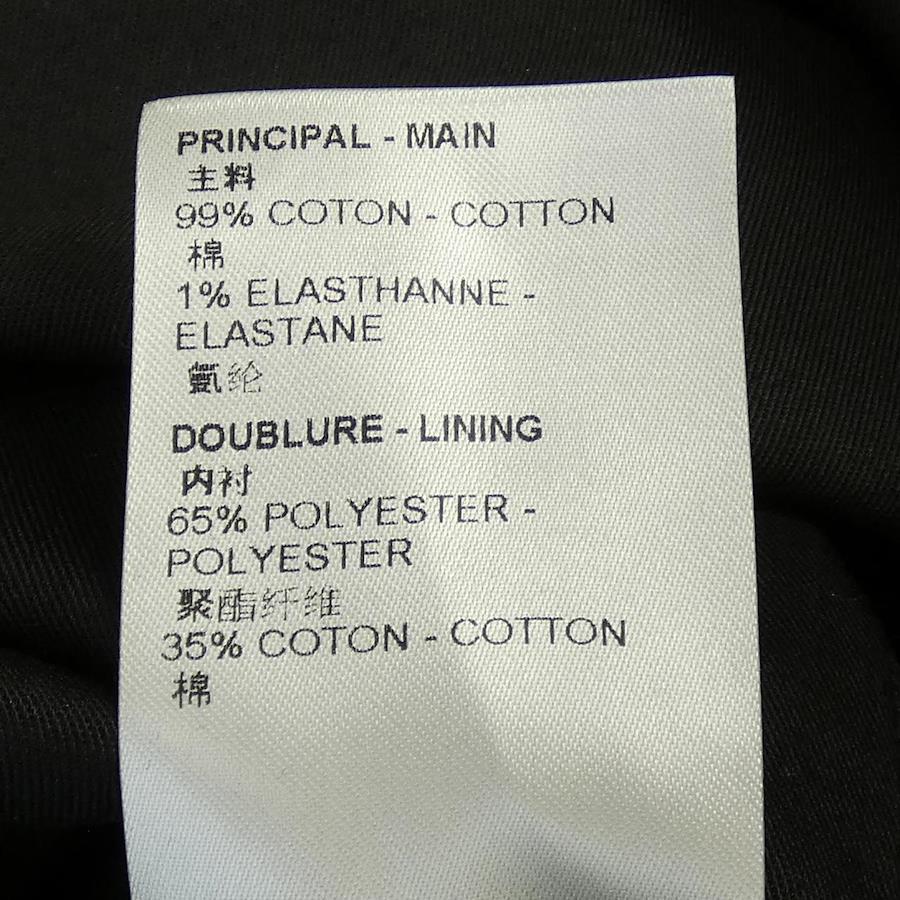 PRINCIPAL - MAIN
主料
99% COTON - COTTON
棉
1% ELASTHANNE -
ELASTANE
氨纶
DOUBLURE - LINING
内衬
65% POLYESTER -
POLYESTER
聚酯纤维
35% COTON - COTTON
棉